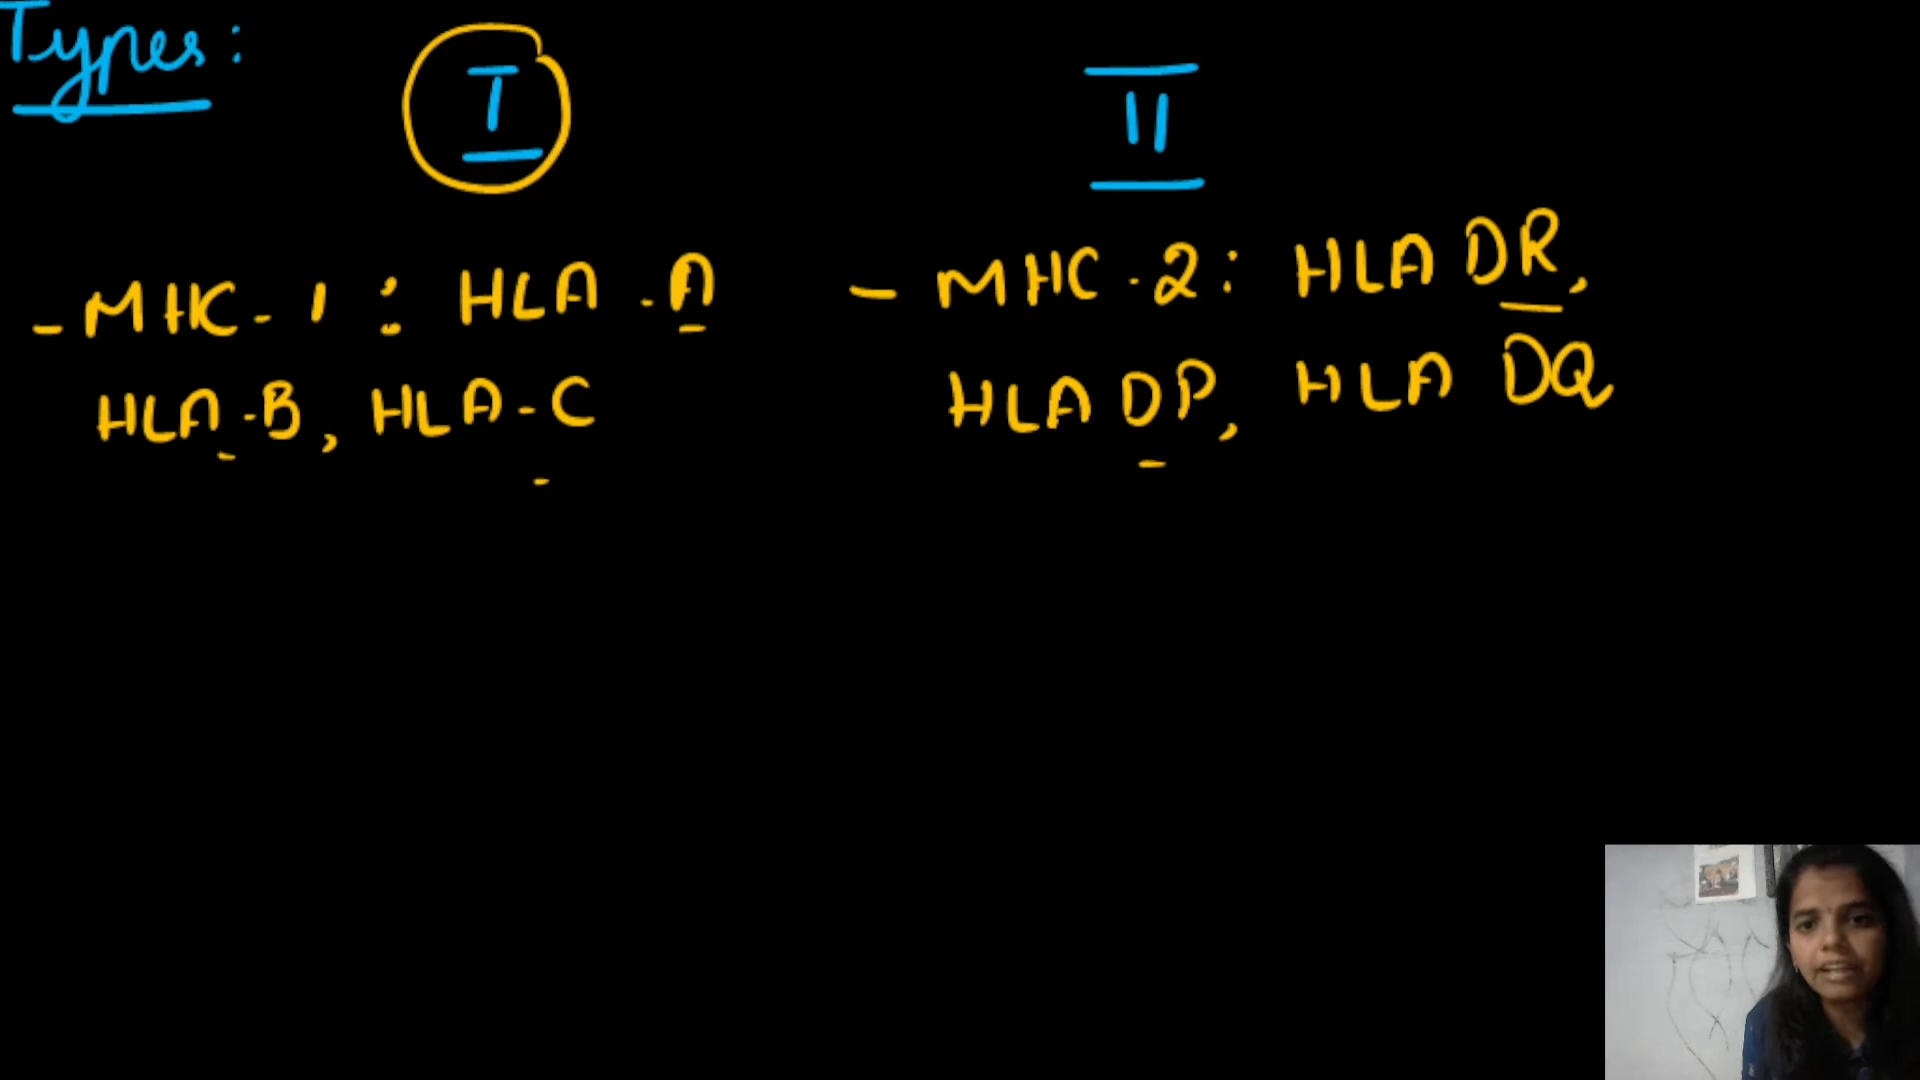 Types:
I
II
- MHC-1 : HLA-A
HLA-B, HLA-C
- MHC-2: HLA DR,
HLA DP, HLA DQ